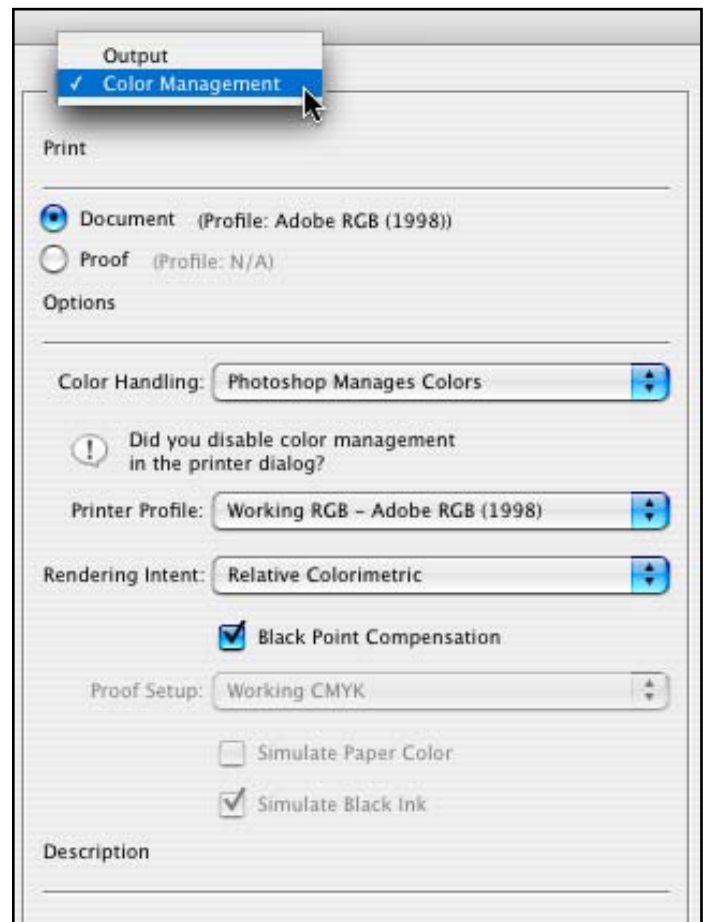 Output
✓ Color Management
Print
Document (Profile: Adobe RGB (1998))
Proof (Profile: N/A)
Options
Color Handling: Photoshop Manages Colors
Did you disable color management
in the printer dialog?
Printer Profile: Working RGB – Adobe RGB (1998)
Rendering Intent: Relative Colorimetric
Black Point Compensation
Proof Setup: Working CMYK
Simulate Paper Color
Simulate Black Ink
Description